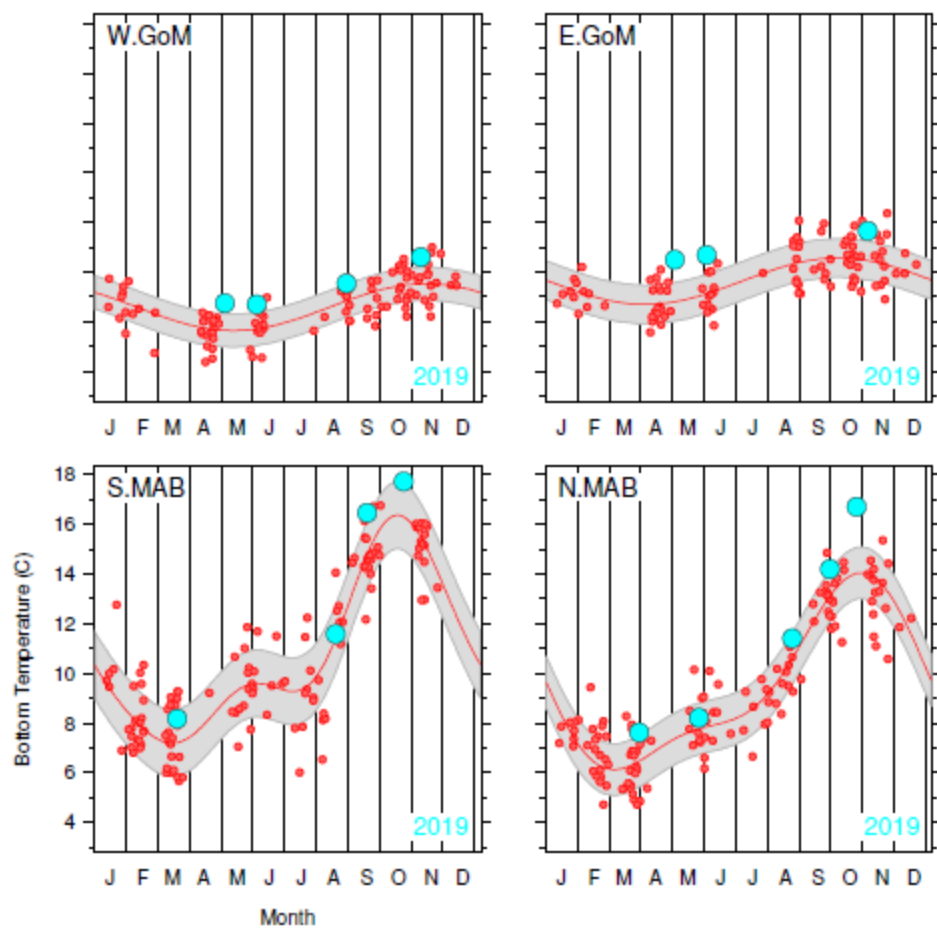 W.GoM
E.GoM
2019
2019
J F M A M J J A S O N D
J F M A M J J A S O N D
S.MAB
N.MAB
18
16
14
12
10
8
6
4
Bottom Temperature (C)
2019
2019
J F M A M J J A S O N D
J F M A M J J A S O N D
Month